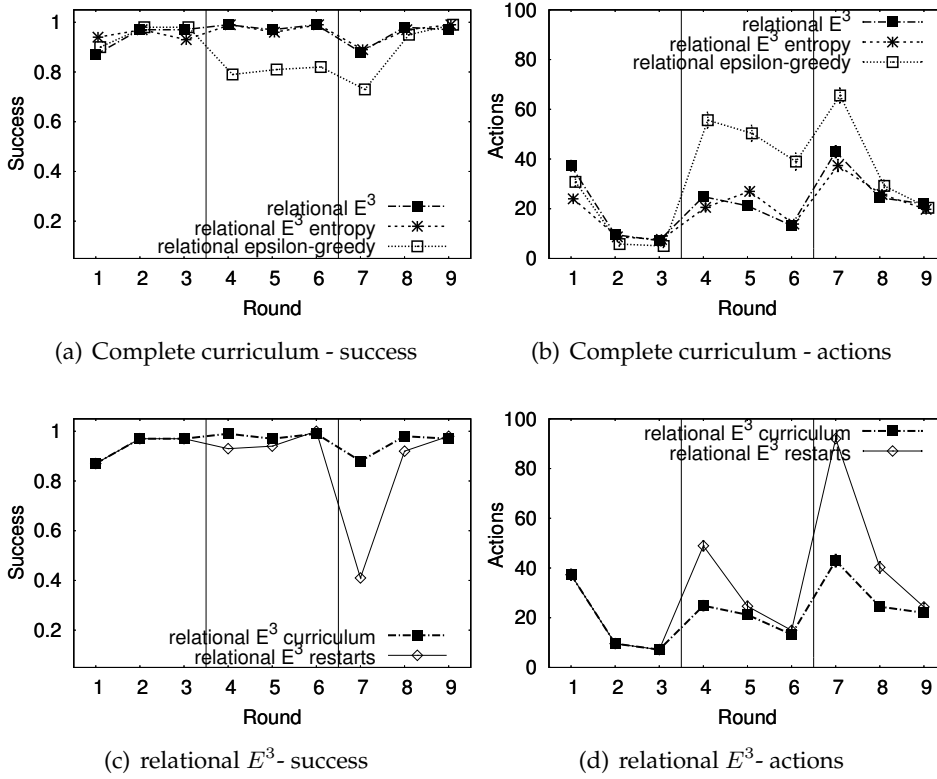 1
0.8
0.6
0.4
0.2
Success
relational E³
relational E³ entropy
relational epsilon-greedy
1 2 3 4 5 6 7 8 9
Round
(a) Complete curriculum - success
100
80
60
40
20
0
Actions
relational E³
relational E³ entropy
relational epsilon-greedy
1 2 3 4 5 6 7 8 9
Round
(b) Complete curriculum - actions
1
0.8
0.6
0.4
0.2
Success
relational E³ curriculum
relational E³ restarts
1 2 3 4 5 6 7 8 9
Round
(c) relational E³- success
100
80
60
40
20
0
Actions
relational E³ curriculum
relational E³ restarts
1 2 3 4 5 6 7 8 9
Round
(d) relational E³- actions